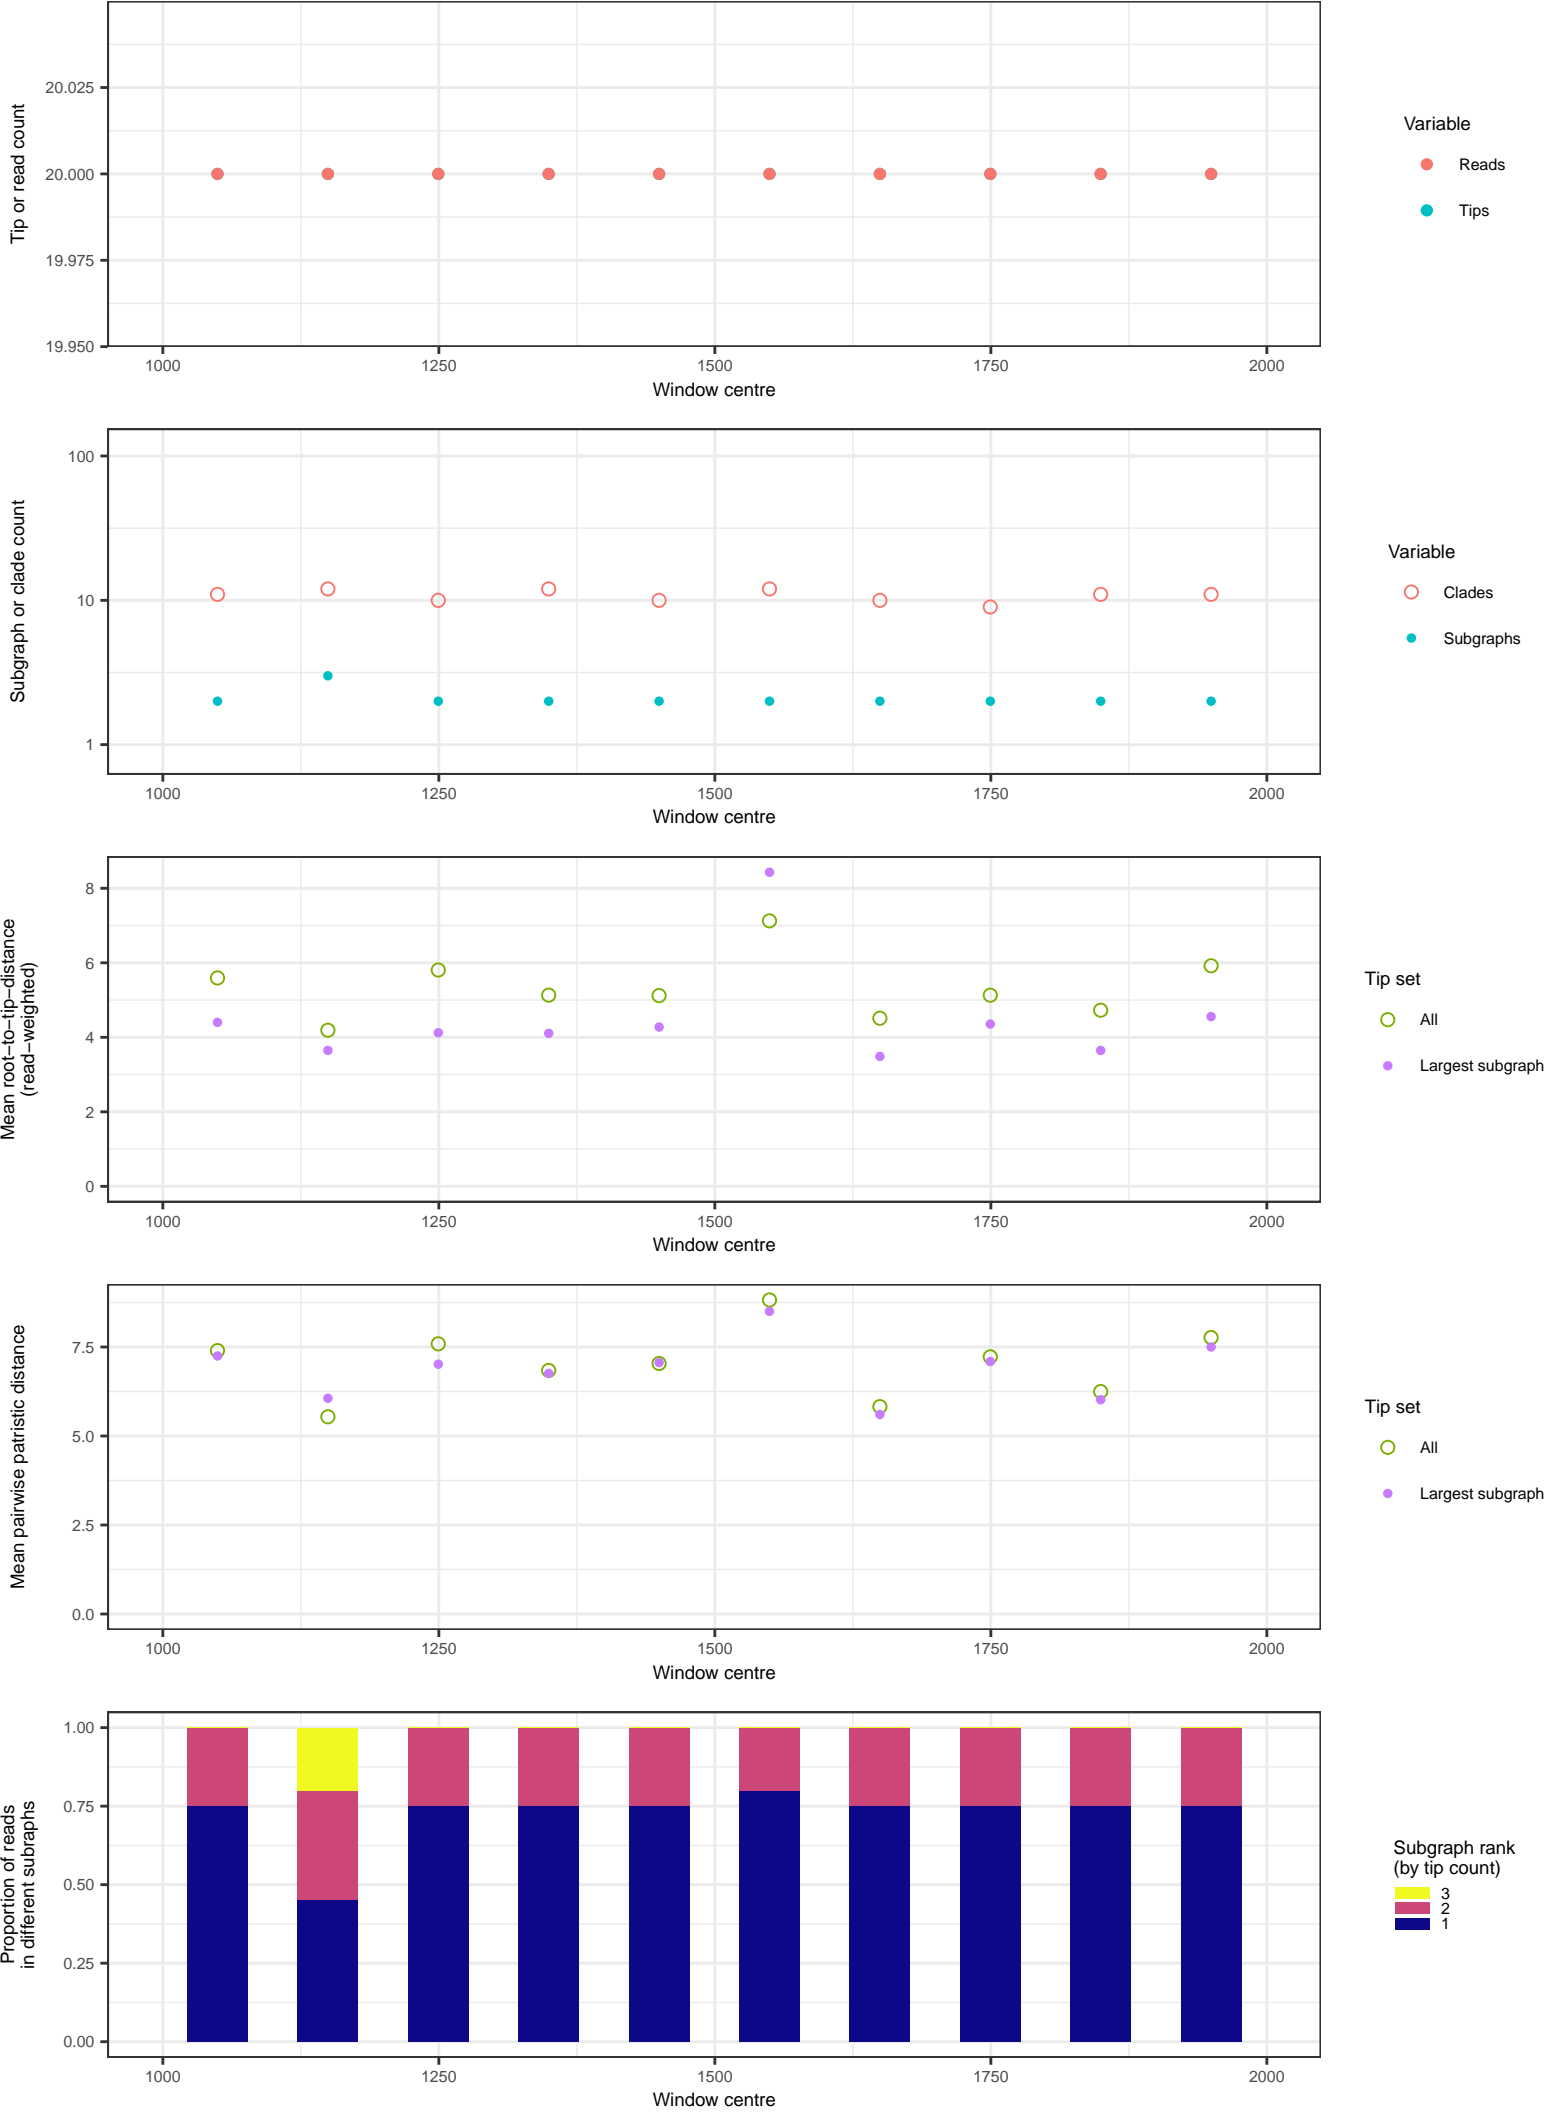 Tip or read count
20.025
20.000
19.975
19.950
1000
1250
1500
1750
2000
Window centre
Variable
Reads
Tips
Subgraph or clade count
100
10
1
1000
1250
1500
1750
2000
Window centre
Variable
Clades
Subgraphs
Mean root−to−tip−distance
(read−weighted)
8
6
4
2
0
1000
1250
1500
1750
2000
Window centre
Tip set
All
Largest subgraph
Mean pairwise patristic distance
7.5
5.0
2.5
0.0
1000
1250
1500
1750
2000
Window centre
Tip set
All
Largest subgraph
Proportion of reads
in different subraphs
1.00
0.75
0.50
0.25
0.00
1000
1250
1500
1750
2000
Window centre
Subgraph rank
(by tip count)
3
2
1